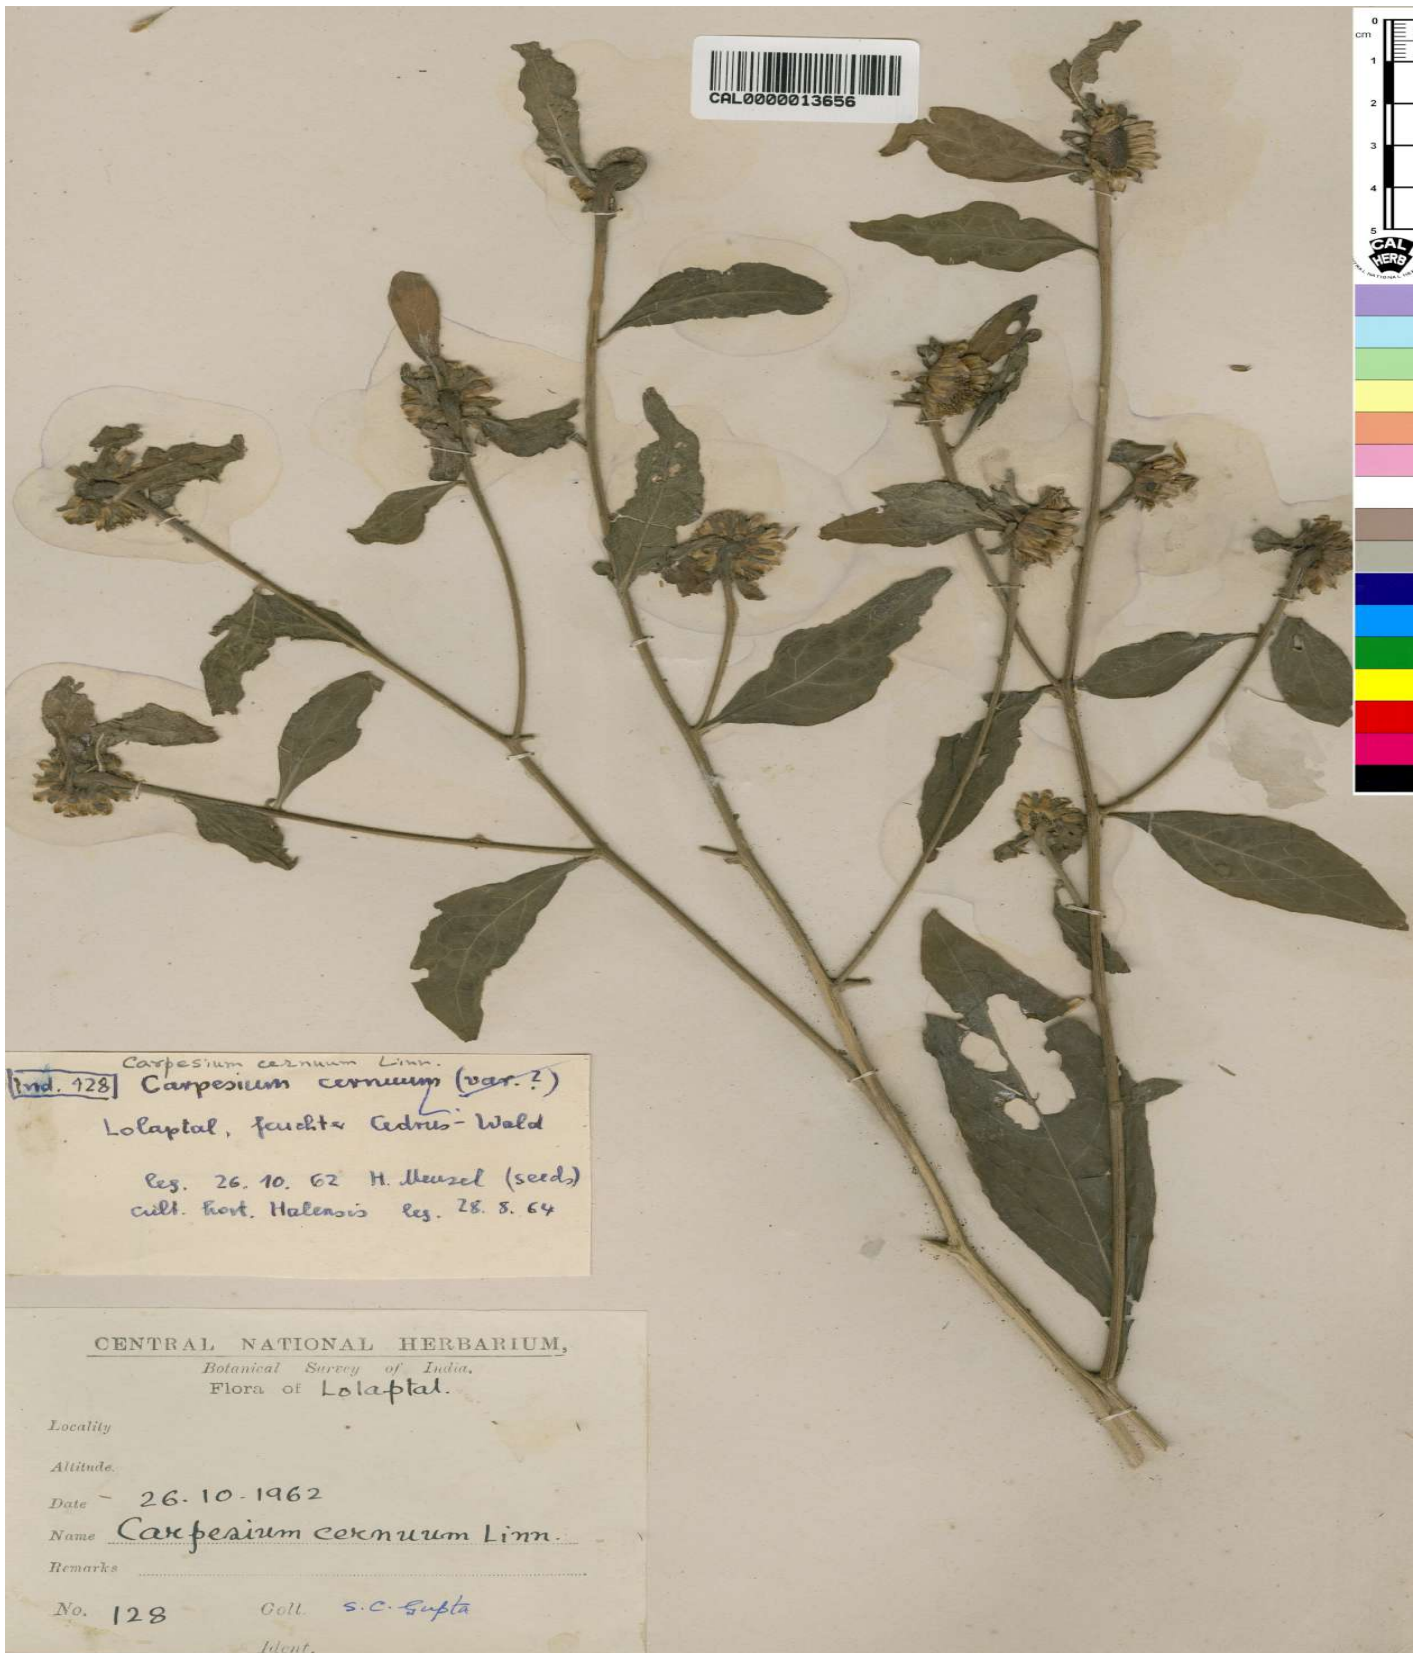 CAL0000013656
0
cm
1
2
3
4
5
CAL
HERB
Carpesium cernuum Linn.
Ind. 128 Carpesium cernuum (var. ?)
Lolaptal, feuchter Cedrus-Wald
leg. 26. 10. 62 H. Meusel (seeds)
cult. hort. Halensis leg. 28. 8. 64
CENTRAL NATIONAL HERBARIUM,
Botanical Survey of India.
Flora of Lolaptal.
Locality
Altitude.
Date - 26-10-1962
Name Carpesium cernuum Linn.
Remarks
No. 128 Coll. S.C. Gupta
Ident.